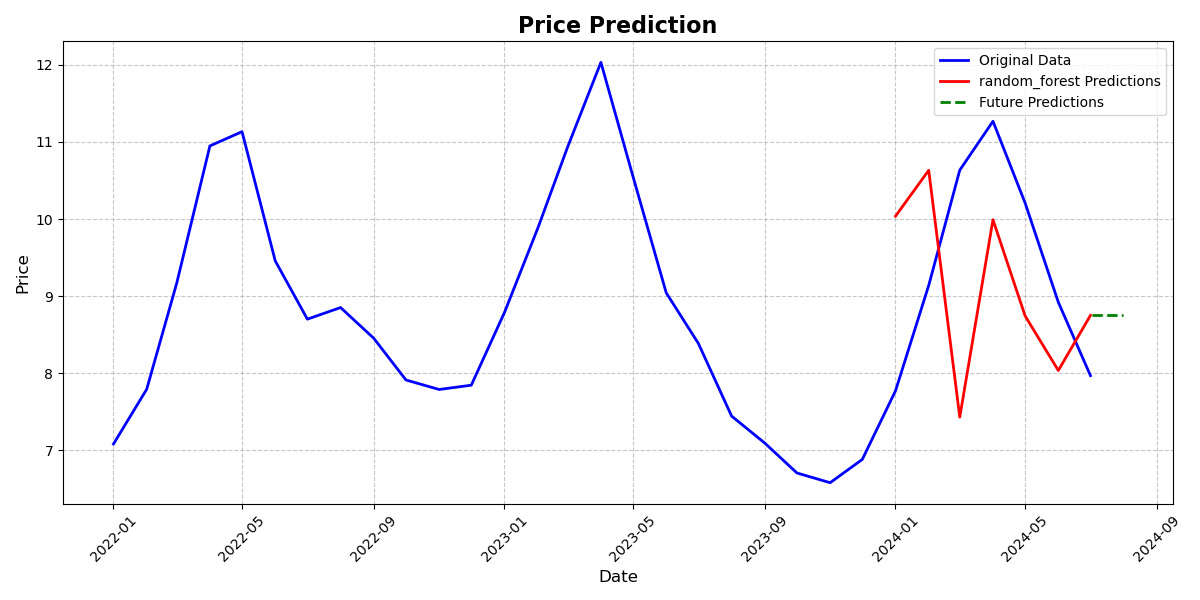 Price Prediction
Original Data
random_forest Predictions
Future Predictions
Price
12
11
10
9
8
7
2022-01
2022-05
2022-09
2023-01
2023-05
2023-09
2024-01
2024-05
2024-09
Date